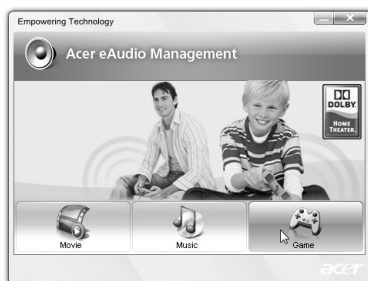 Empowering Technology
Acer eAudio Management
DOLBY
HOME
THEATER
Movie
Music
Game
acer